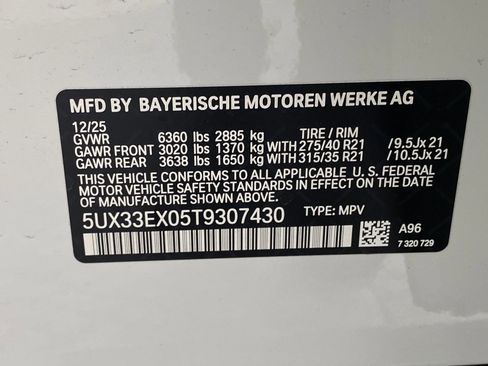 MFD BY BAYERISCHE MOTOREN WERKE AG
12/25
GVWR 6360 lbs 2885 kg TIRE / RIM
GAWR FRONT 3020 lbs 1370 kg WITH 275/40 R21 / 9.5Jx 21
GAWR REAR 3638 lbs 1650 kg WITH 315/35 R21 / 10.5Jx 21
THIS VEHICLE CONFORMS TO ALL APPLICABLE U. S. FEDERAL
MOTOR VEHICLE SAFETY STANDARDS IN EFFECT ON THE DATE
OF MANUFACTURE SHOWN ABOVE.
5UX33EX05T9307430 TYPE: MPV
A96
7 320 729